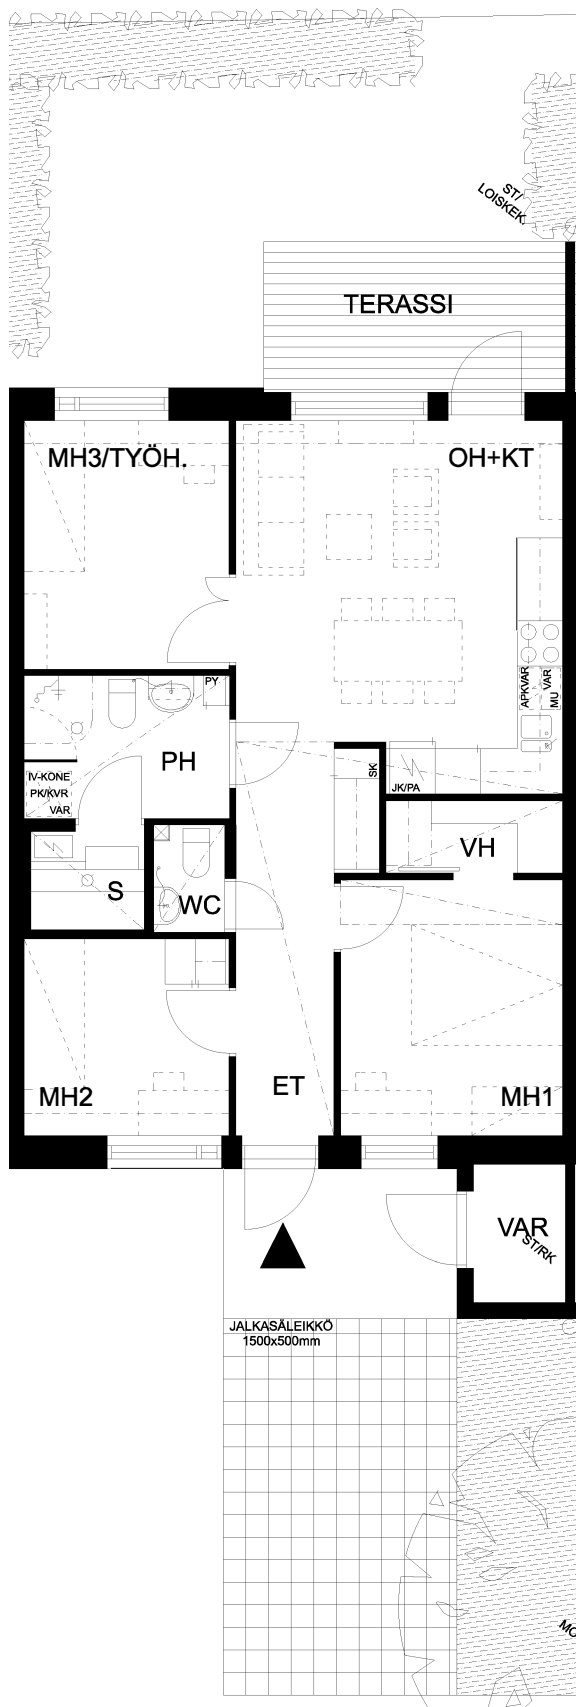 ST/
LOISKEK.
TERASSI
MH3/TYÖH.
OH+KT
PY
APKVAR
VAR
MU
PH
IV-KONE
PK/KVR
VAR
SK
JK/PA
VH
S
WC
MH2
ET
MH1
VAR
ST/RK
JALKASÄLEIKKÖ
1500x500mm